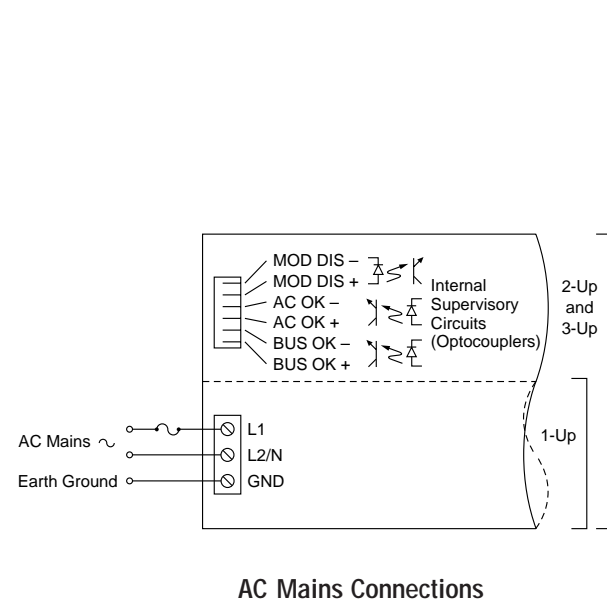 MOD DIS –
MOD DIS +
AC OK –
AC OK +
BUS OK –
BUS OK +
Internal
Supervisory
Circuits
(Optocouplers)
2-Up
and
3-Up
1-Up
AC Mains ~
L1
L2/N
Earth Ground
GND
AC Mains Connections